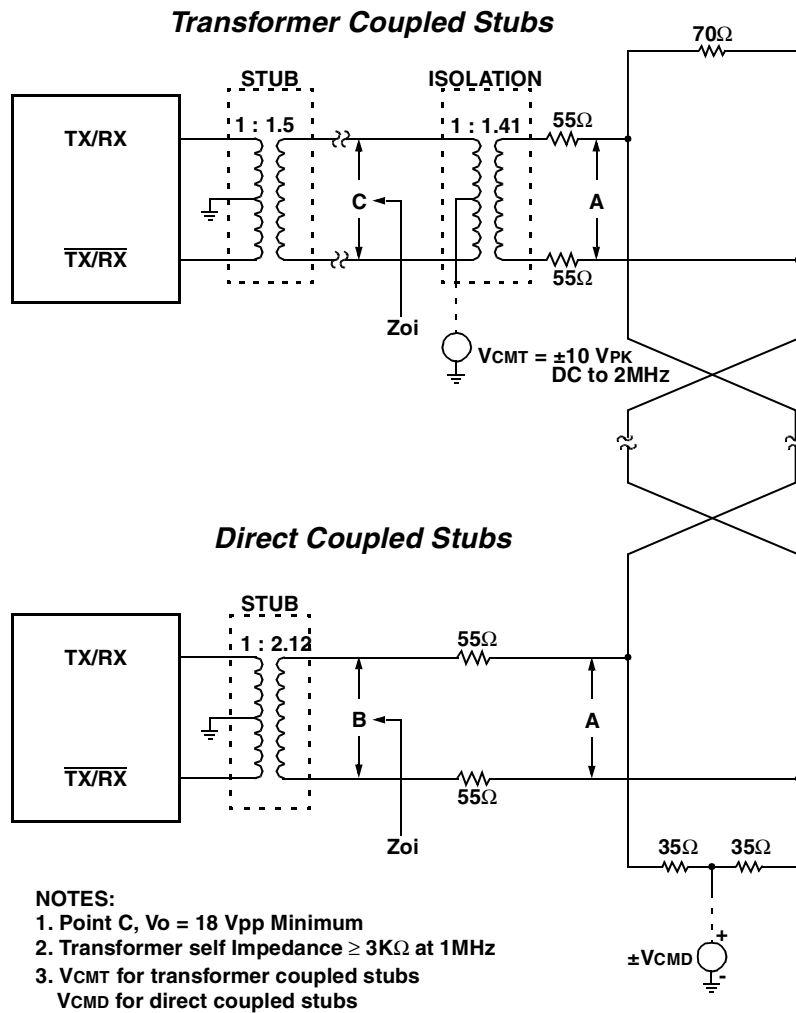 Transformer Coupled Stubs
70Ω
STUB
ISOLATION
TX/RX
1 : 1.5
1 : 1.41
55Ω
C
A
TX/RX
55Ω
Zoi
VCMT = ±10 VPK
DC to 2MHz
Direct Coupled Stubs
STUB
TX/RX
1 : 2.12
55Ω
B
A
TX/RX
55Ω
Zoi
35Ω
35Ω
NOTES:
1. Point C, Vo = 18 Vpp Minimum
2. Transformer self Impedance ≥ 3KΩ at 1MHz
3. VCMT for transformer coupled stubs
VCMD for direct coupled stubs
+
±VCMD
-